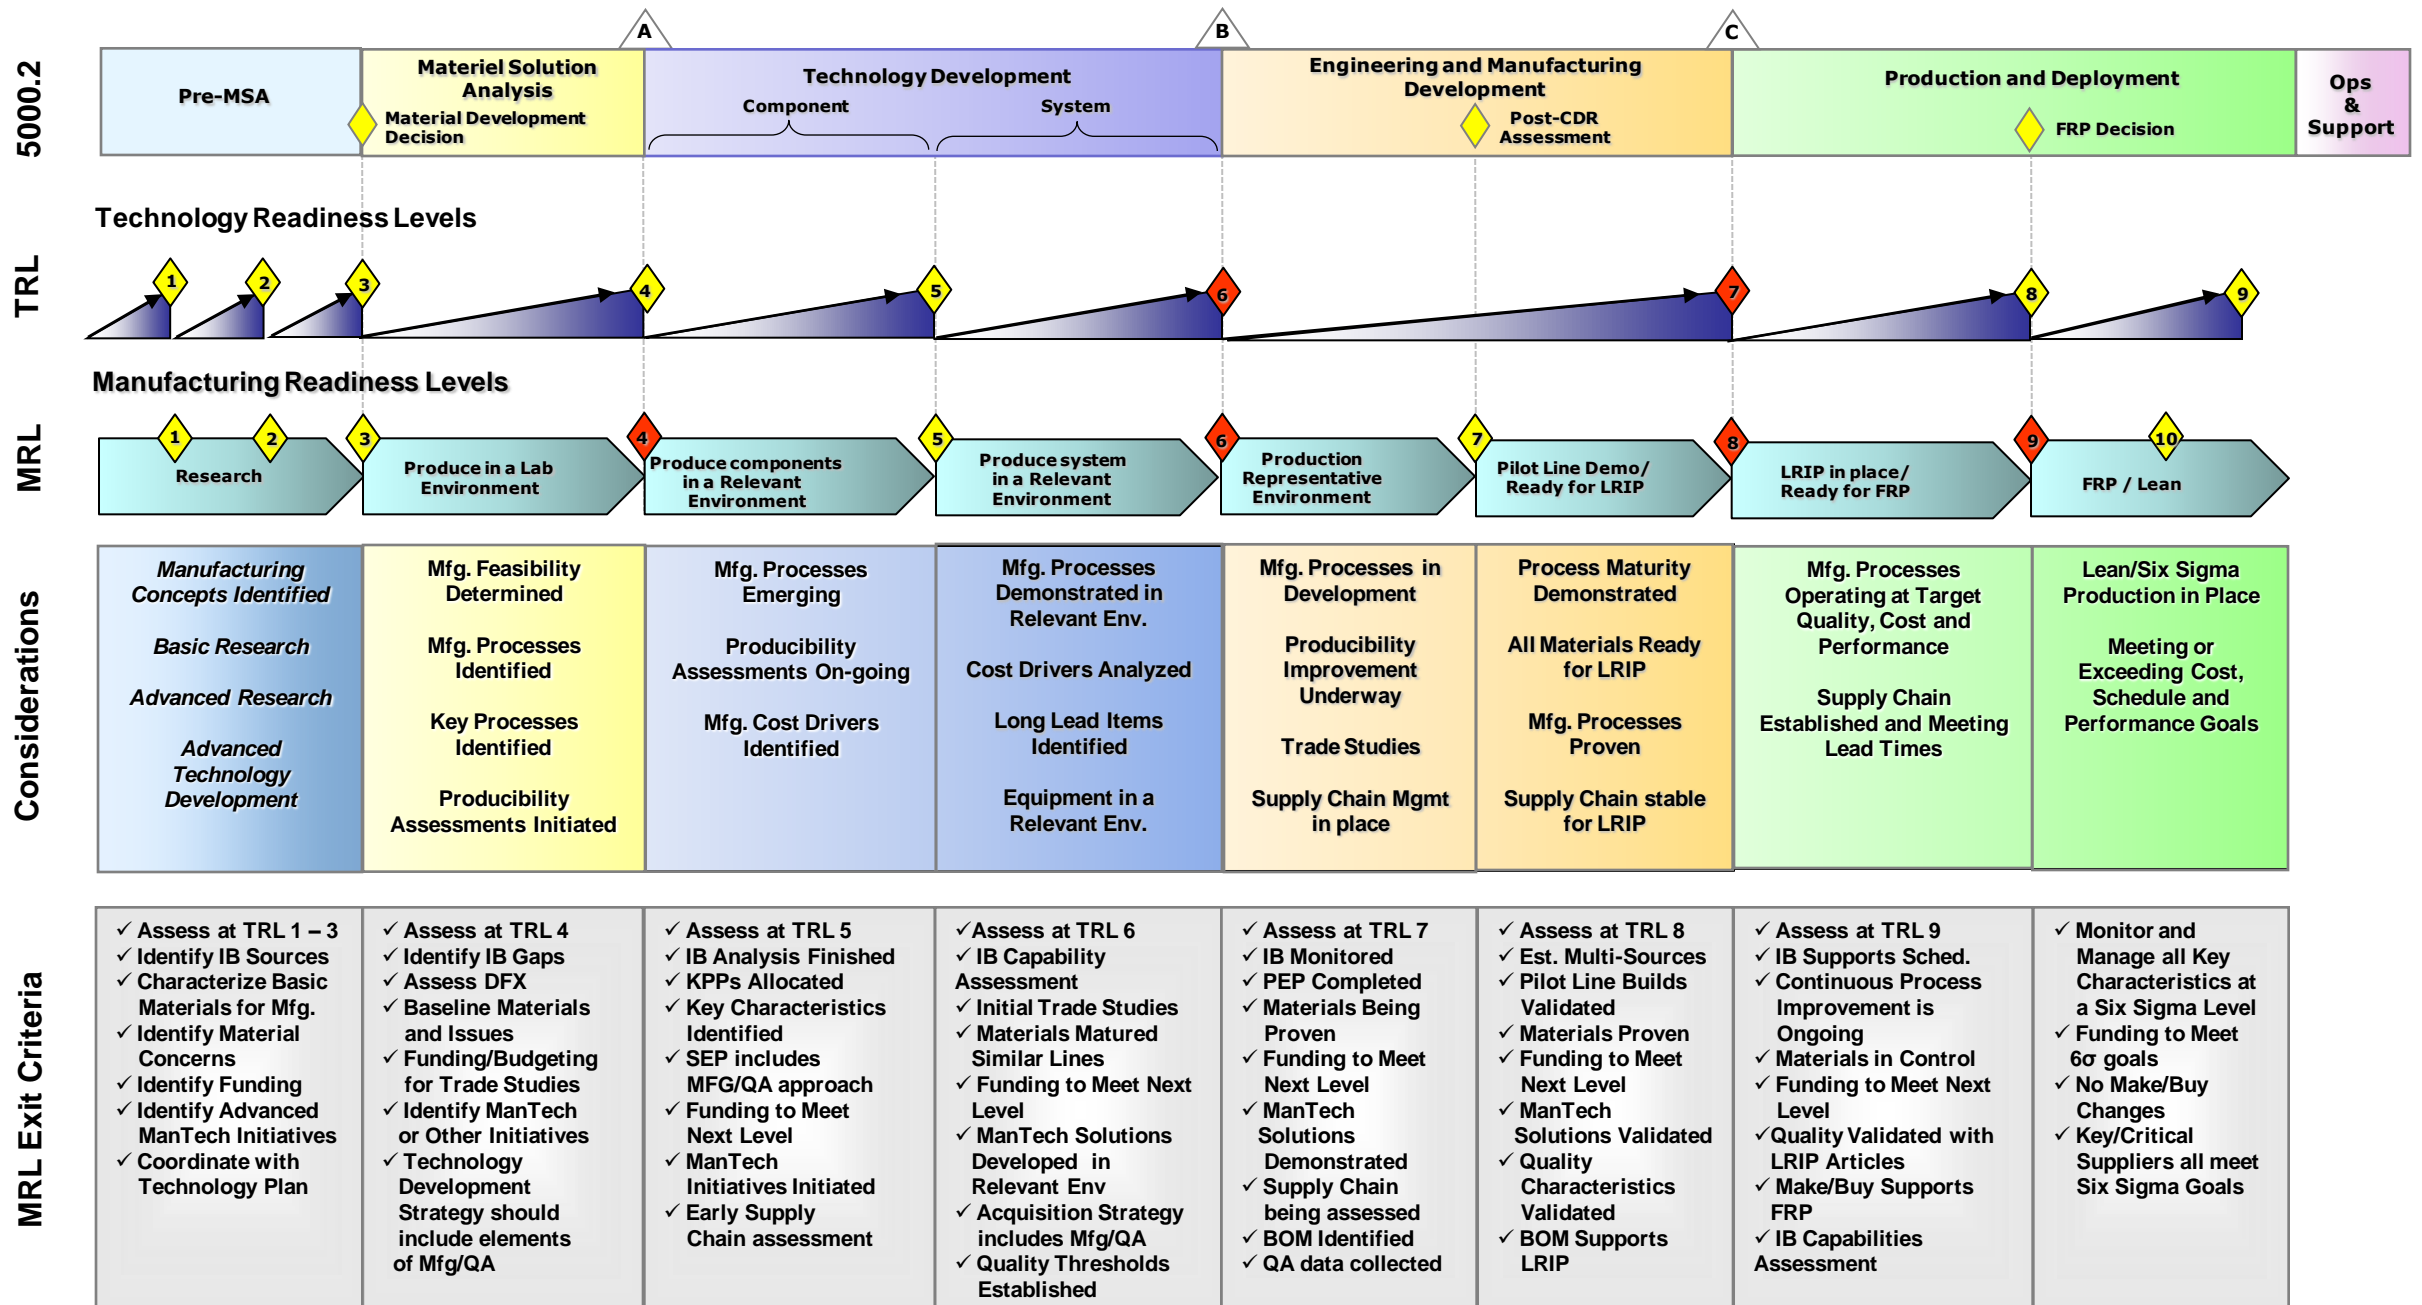 A
B
C
5000.2
Pre-MSA
Materiel Solution
Analysis
Material Development
Decision
Technology Development
Component
System
Engineering and Manufacturing
Development
Post-CDR
Assessment
Production and Deployment
FRP Decision
Ops
&
Support
Technology Readiness Levels
TRL
1
2
3
4
5
6
7
8
9
Manufacturing Readiness Levels
MRL
1
2
3
4
5
6
7
8
9
10
Research
Produce in a Lab
Environment
Produce components
in a Relevant
Environment
Produce system
in a Relevant
Environment
Production
Representative
Environment
Pilot Line Demo/
Ready for LRIP
LRIP in place/
Ready for FRP
FRP / Lean
Considerations
Manufacturing
Concepts Identified
Basic Research
Advanced Research
Advanced
Technology
Development
Mfg. Feasibility
Determined
Mfg. Processes
Identified
Key Processes
Identified
Producibility
Assessments Initiated
Mfg. Processes
Emerging
Producibility
Assessments On-going
Mfg. Cost Drivers
Identified
Mfg. Processes
Demonstrated in
Relevant Env.
Cost Drivers Analyzed
Long Lead Items
Identified
Equipment in a
Relevant Env.
Mfg. Processes in
Development
Producibility
Improvement
Underway
Trade Studies
Supply Chain Mgmt
in place
Process Maturity
Demonstrated
All Materials Ready
for LRIP
Mfg. Processes
Proven
Supply Chain stable
for LRIP
Mfg. Processes
Operating at Target
Quality, Cost and
Performance
Supply Chain
Established and Meeting
Lead Times
Lean/Six Sigma
Production in Place
Meeting or
Exceeding Cost,
Schedule and
Performance Goals
MRL Exit Criteria
✓ Assess at TRL 1 – 3
✓ Identify IB Sources
✓ Characterize Basic
Materials for Mfg.
✓ Identify Material
Concerns
✓ Identify Funding
✓ Identify Advanced
ManTech Initiatives
✓ Coordinate with
Technology Plan
✓ Assess at TRL 4
✓ Identify IB Gaps
✓ Assess DFX
✓ Baseline Materials
and Issues
✓ Funding/Budgeting
for Trade Studies
✓ Identify ManTech
or Other Initiatives
✓ Technology
Development
Strategy should
include elements
of Mfg/QA
✓ Assess at TRL 5
✓ IB Analysis Finished
✓ KPPs Allocated
✓ Key Characteristics
Identified
✓ SEP includes
MFG/QA approach
✓ Funding to Meet
Next Level
✓ ManTech
Initiatives Initiated
✓ Early Supply
Chain assessment
✓Assess at TRL 6
✓ IB Capability
Assessment
✓ Initial Trade Studies
✓ Materials Matured
Similar Lines
✓ Funding to Meet Next
Level
✓ ManTech Solutions
Developed in
Relevant Env
✓ Acquisition Strategy
includes Mfg/QA
✓ Quality Thresholds
Established
✓ Assess at TRL 7
✓ IB Monitored
✓ PEP Completed
✓ Materials Being
Proven
✓ Funding to Meet
Next Level
✓ ManTech
Solutions
Demonstrated
✓ Supply Chain
being assessed
✓ BOM Identified
✓ QA data collected
✓ Assess at TRL 8
✓ Est. Multi-Sources
✓ Pilot Line Builds
Validated
✓ Materials Proven
✓ Funding to Meet
Next Level
✓ ManTech
Solutions Validated
✓ Quality
Characteristics
Validated
✓ BOM Supports
LRIP
✓ Assess at TRL 9
✓ IB Supports Sched.
✓ Continuous Process
Improvement is
Ongoing
✓ Materials in Control
✓ Funding to Meet Next
Level
✓Quality Validated with
LRIP Articles
✓ Make/Buy Supports
FRP
✓ IB Capabilities
Assessment
✓ Monitor and
Manage all Key
Characteristics at
a Six Sigma Level
✓ Funding to Meet
6σ goals
✓ No Make/Buy
Changes
✓ Key/Critical
Suppliers all meet
Six Sigma Goals